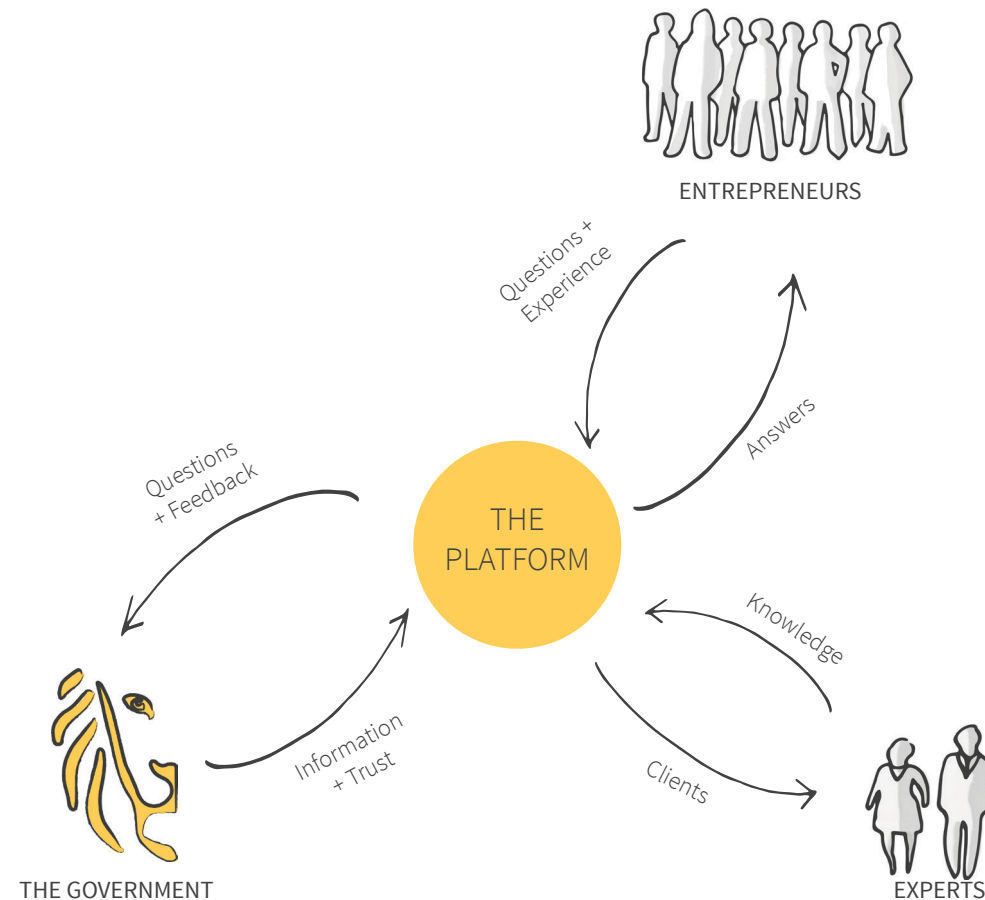 ENTREPRENEURS
Questions +
Experience
Answers
Questions
+ Feedback
THE
PLATFORM
Knowledge
Information
+ Trust
Clients
THE GOVERNMENT
EXPERTS